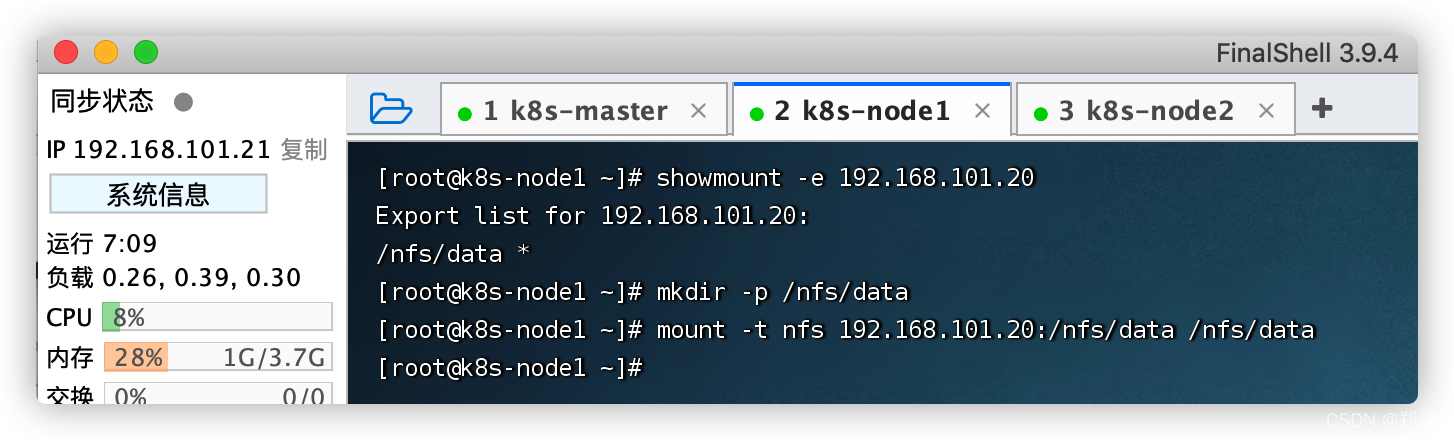 FinalShell 3.9.4
同步状态
1 k8s-master
2 k8s-node1
3 k8s-node2
IP 192.168.101.21 复制
系统信息
运行 7:09
负载 0.26, 0.39, 0.30
CPU 8%
内存 28% 1G/3.7G
交换 0% 0/0
[root@k8s-node1 ~]# showmount -e 192.168.101.20
Export list for 192.168.101.20:
/nfs/data *
[root@k8s-node1 ~]# mkdir -p /nfs/data
[root@k8s-node1 ~]# mount -t nfs 192.168.101.20:/nfs/data /nfs/data
[root@k8s-node1 ~]#
CSDN @郑